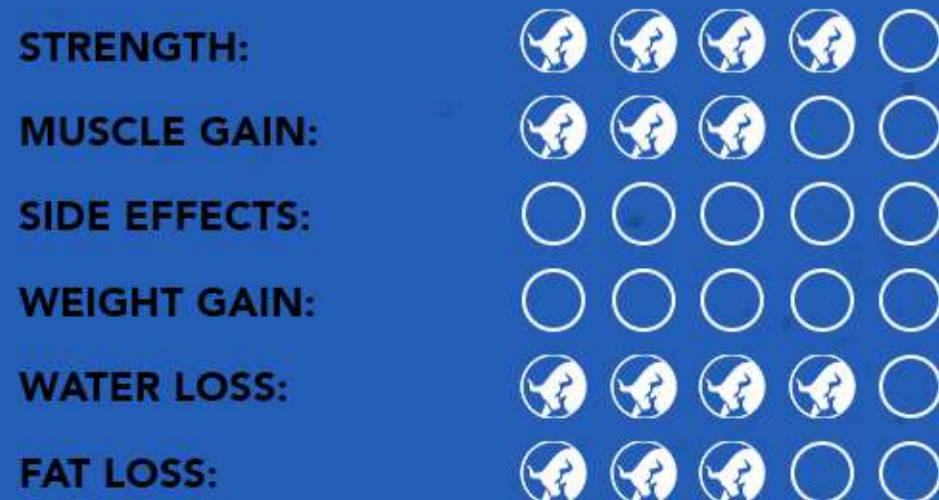 STRENGTH:
MUSCLE GAIN:
SIDE EFFECTS:
WEIGHT GAIN:
WATER LOSS:
FAT LOSS: